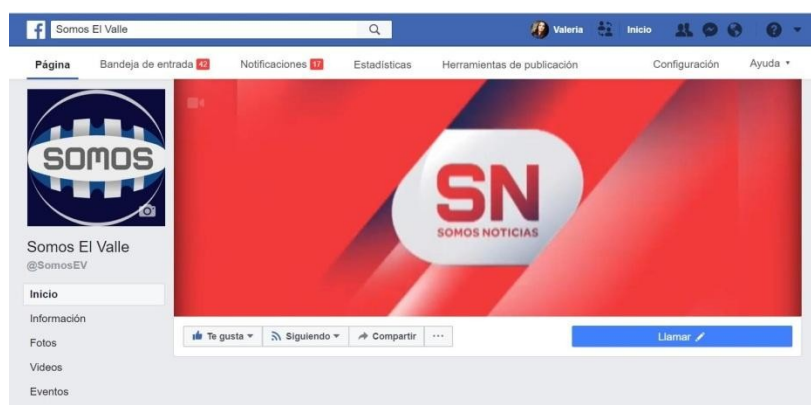 Somos El Valle
Valeria
Inicio
Página
Bandeja de entrada 42
Notificaciones 17
Estadísticas
Herramientas de publicación
Configuración
Ayuda
SOMOS
SN
SOMOS NOTICIAS
Somos El Valle
@SomosEV
Inicio
Información
Fotos
Videos
Eventos
Te gusta
Siguiendo
Compartir
Llamar